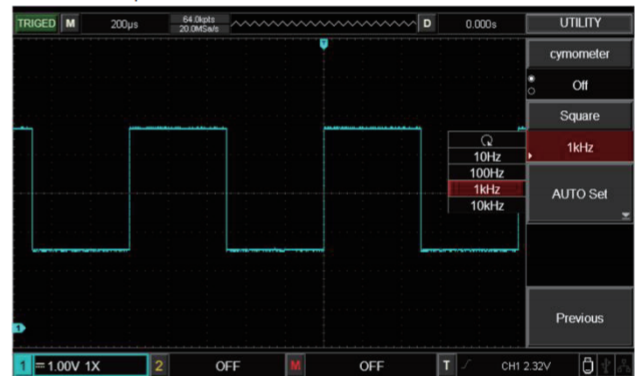 TRIGED M 200μs 64.0kpts D 0.000s UTILITY
20.0MSa/s
cymometer
Off
Square
1kHz
10Hz
100Hz
1kHz
10kHz
AUTO Set
Previous
1 1.00V 1X 2 OFF M OFF T CH1 2.32V